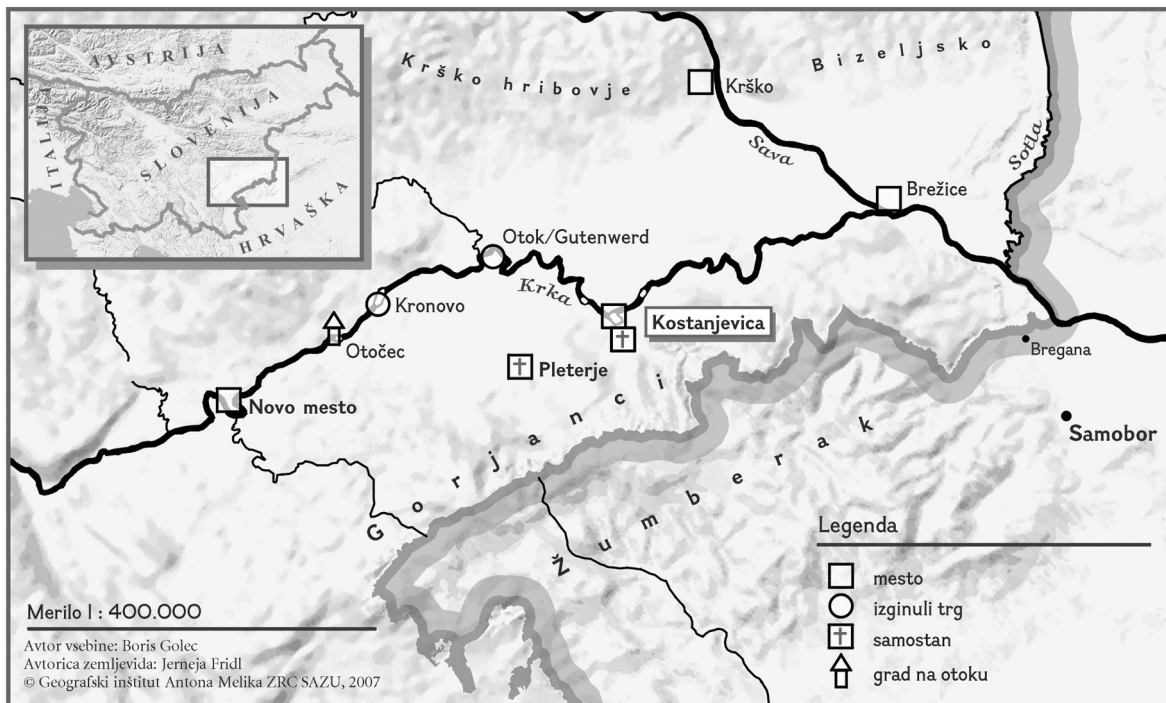 AVSTRIJA
ITALIJA
SLOVENIJA
HRVAŠKA
Krško hribovje
Bizeljsko
Krško
Sava
Sotla
Brežice
Otok/Gutenwerd
Krka
Kronovo
Kostanjevica
Otočec
Bregana
Pleterje
Novo mesto
Samobor
Gorjanci
Žumberak
Legenda
mesto
izginuli trg
samostan
grad na otoku
Merilo 1 : 400.000
Avtor vsebine: Boris Golec
Avtorica zemljevida: Jerneja Fridl
© Geografski inštitut Antona Melika ZRC SAZU, 2007